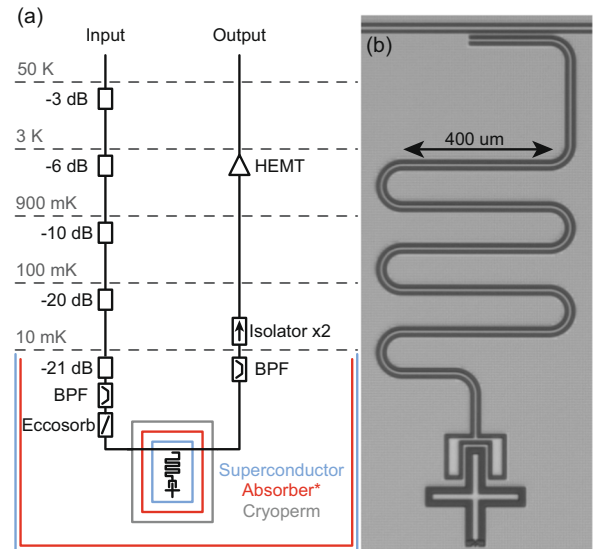 (a)
Input
Output
50 K
-3 dB
3 K
-6 dB
HEMT
900 mK
-10 dB
100 mK
-20 dB
Isolator x2
10 mK
-21 dB
BPF
BPF
Eccosorb
Superconductor
Absorber*
Cryoperm
(b)
400 um